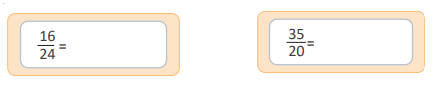 16/24 = 35/20 =